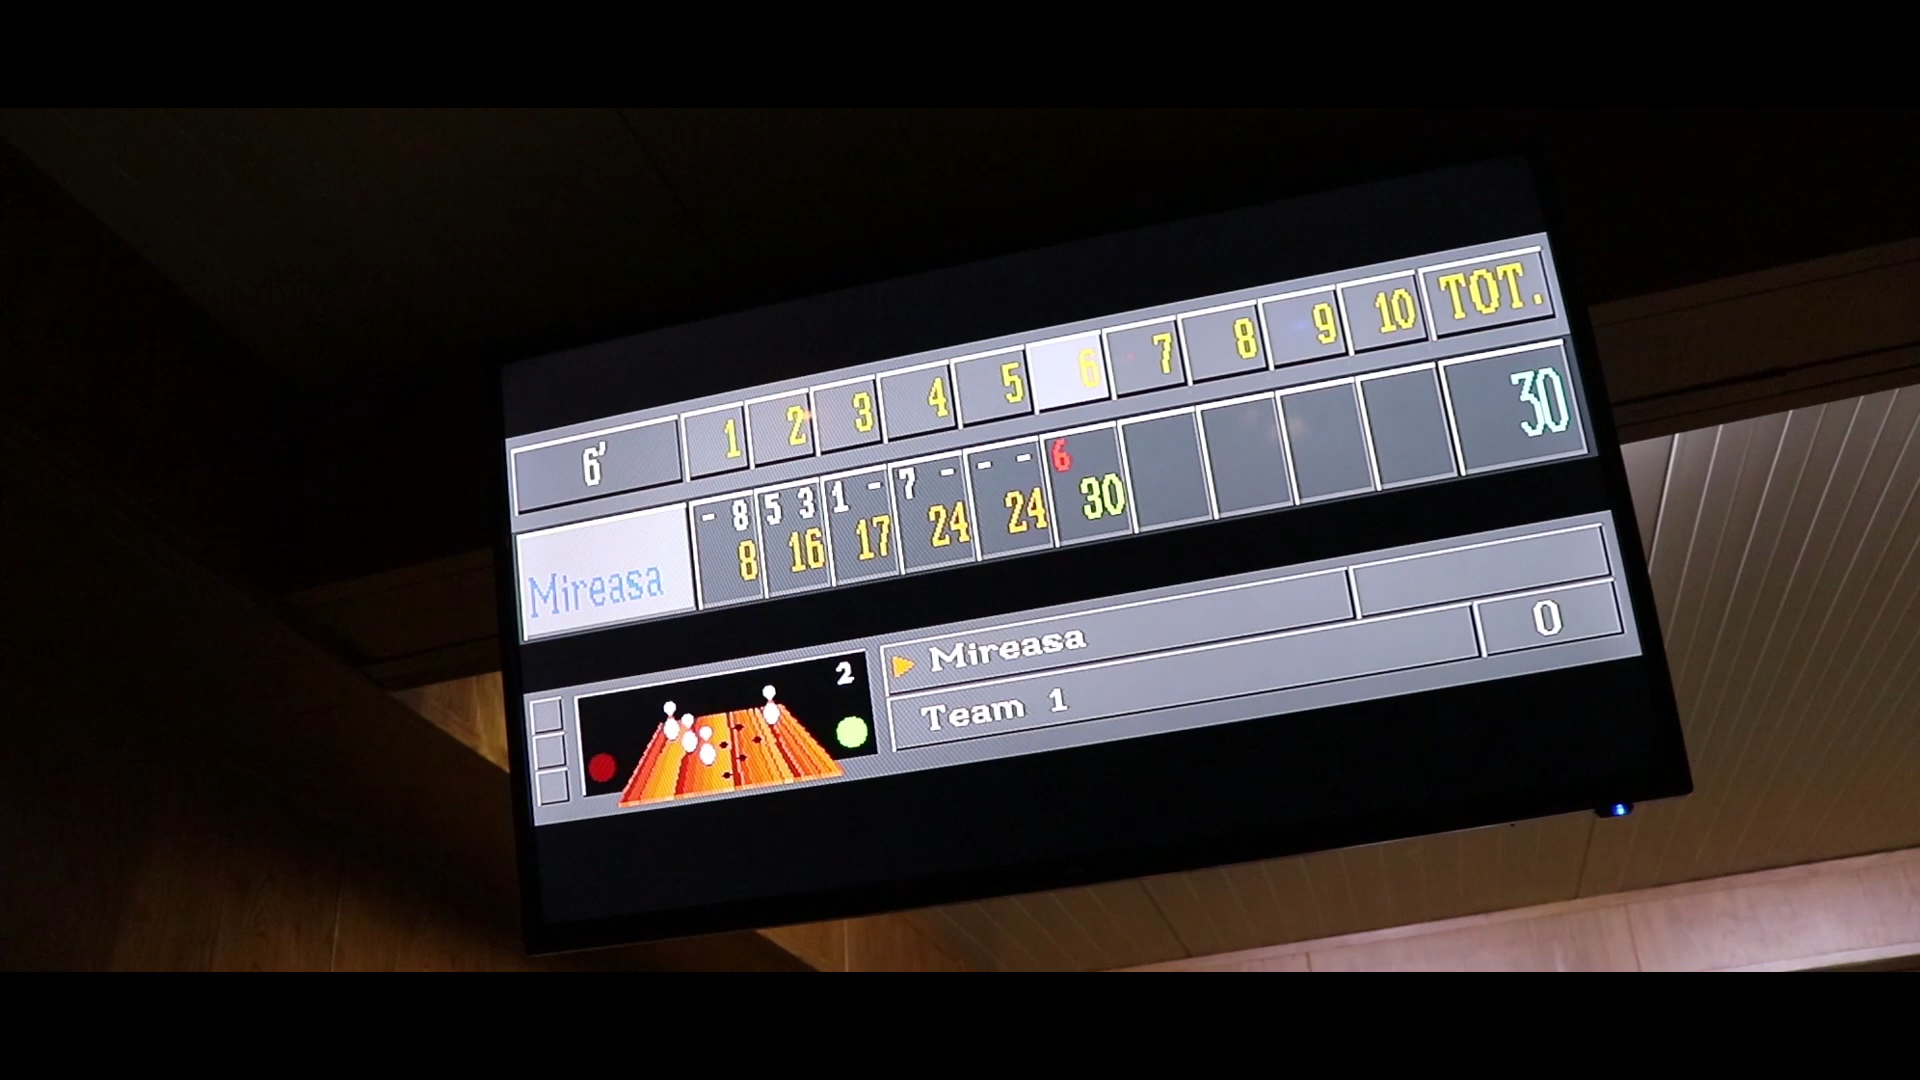 6' 1 2 3 4 5 6 7 8 9 10 TOT.
- 8 5 3 1 - 7 - - - 6
Mireasa 8 16 17 24 24 30 30
2
Mireasa
Team 1 0